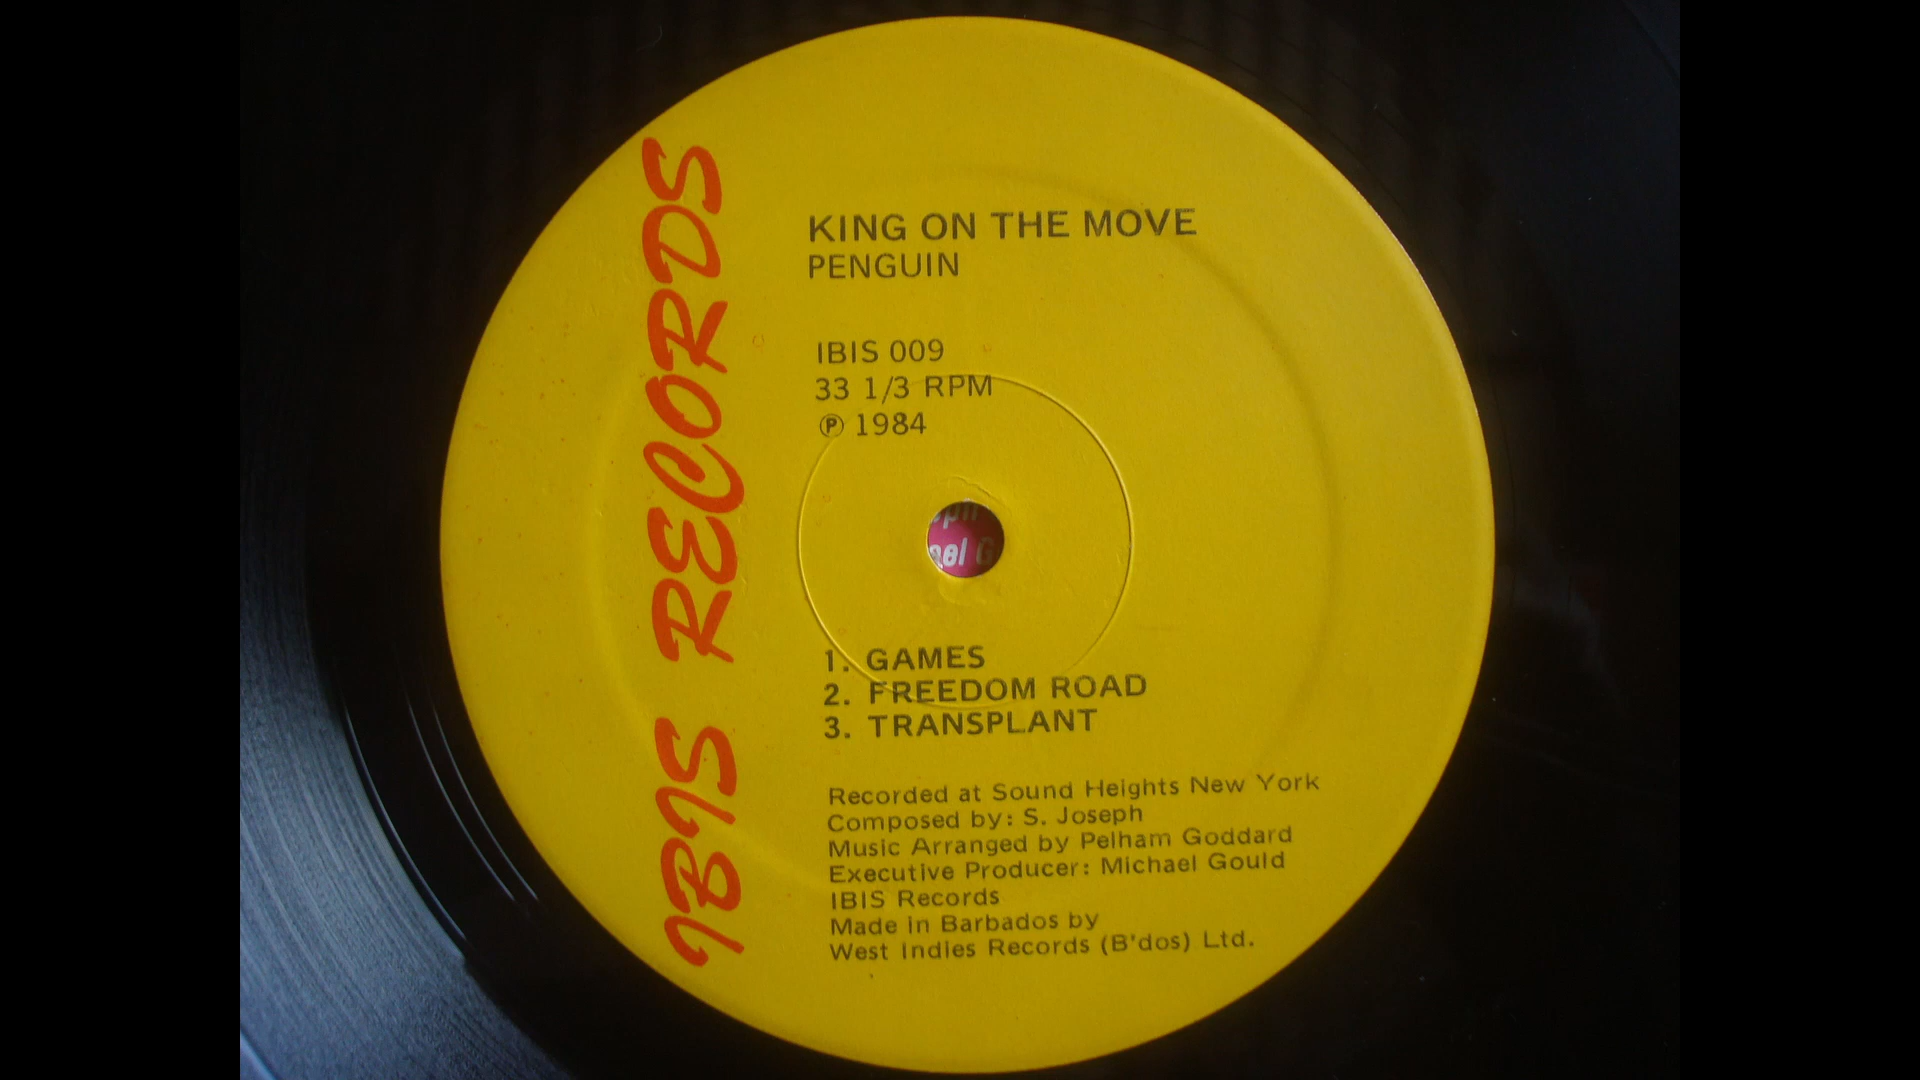 IBIS RECORDS
KING ON THE MOVE
PENGUIN
IBIS 009
33 1/3 RPM
℗ 1984
1. GAMES
2. FREEDOM ROAD
3. TRANSPLANT
Recorded at Sound Heights New York
Composed by: S. Joseph
Music Arranged by Pelham Goddard
Executive Producer: Michael Gould
IBIS Records
Made in Barbados by
West Indies Records (B'dos) Ltd.